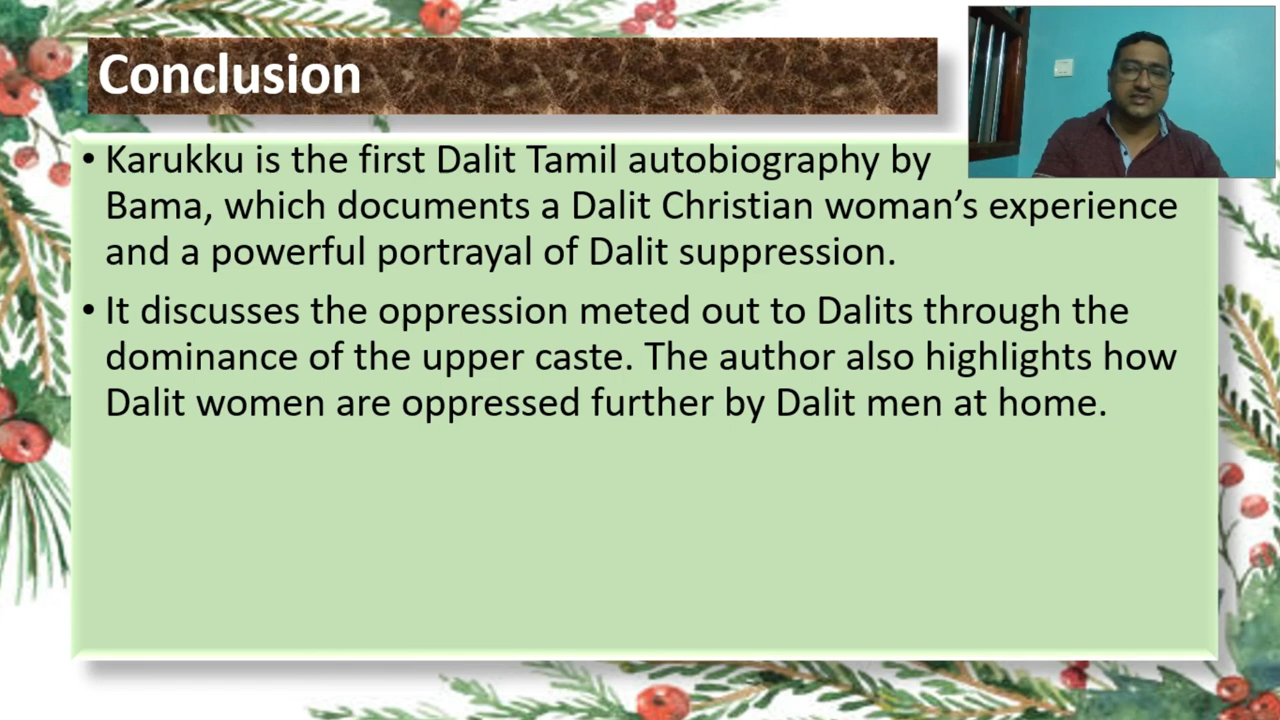 Conclusion
• Karukku is the first Dalit Tamil autobiography by
Bama, which documents a Dalit Christian woman’s experience
and a powerful portrayal of Dalit suppression.
• It discusses the oppression meted out to Dalits through the
dominance of the upper caste. The author also highlights how
Dalit women are oppressed further by Dalit men at home.